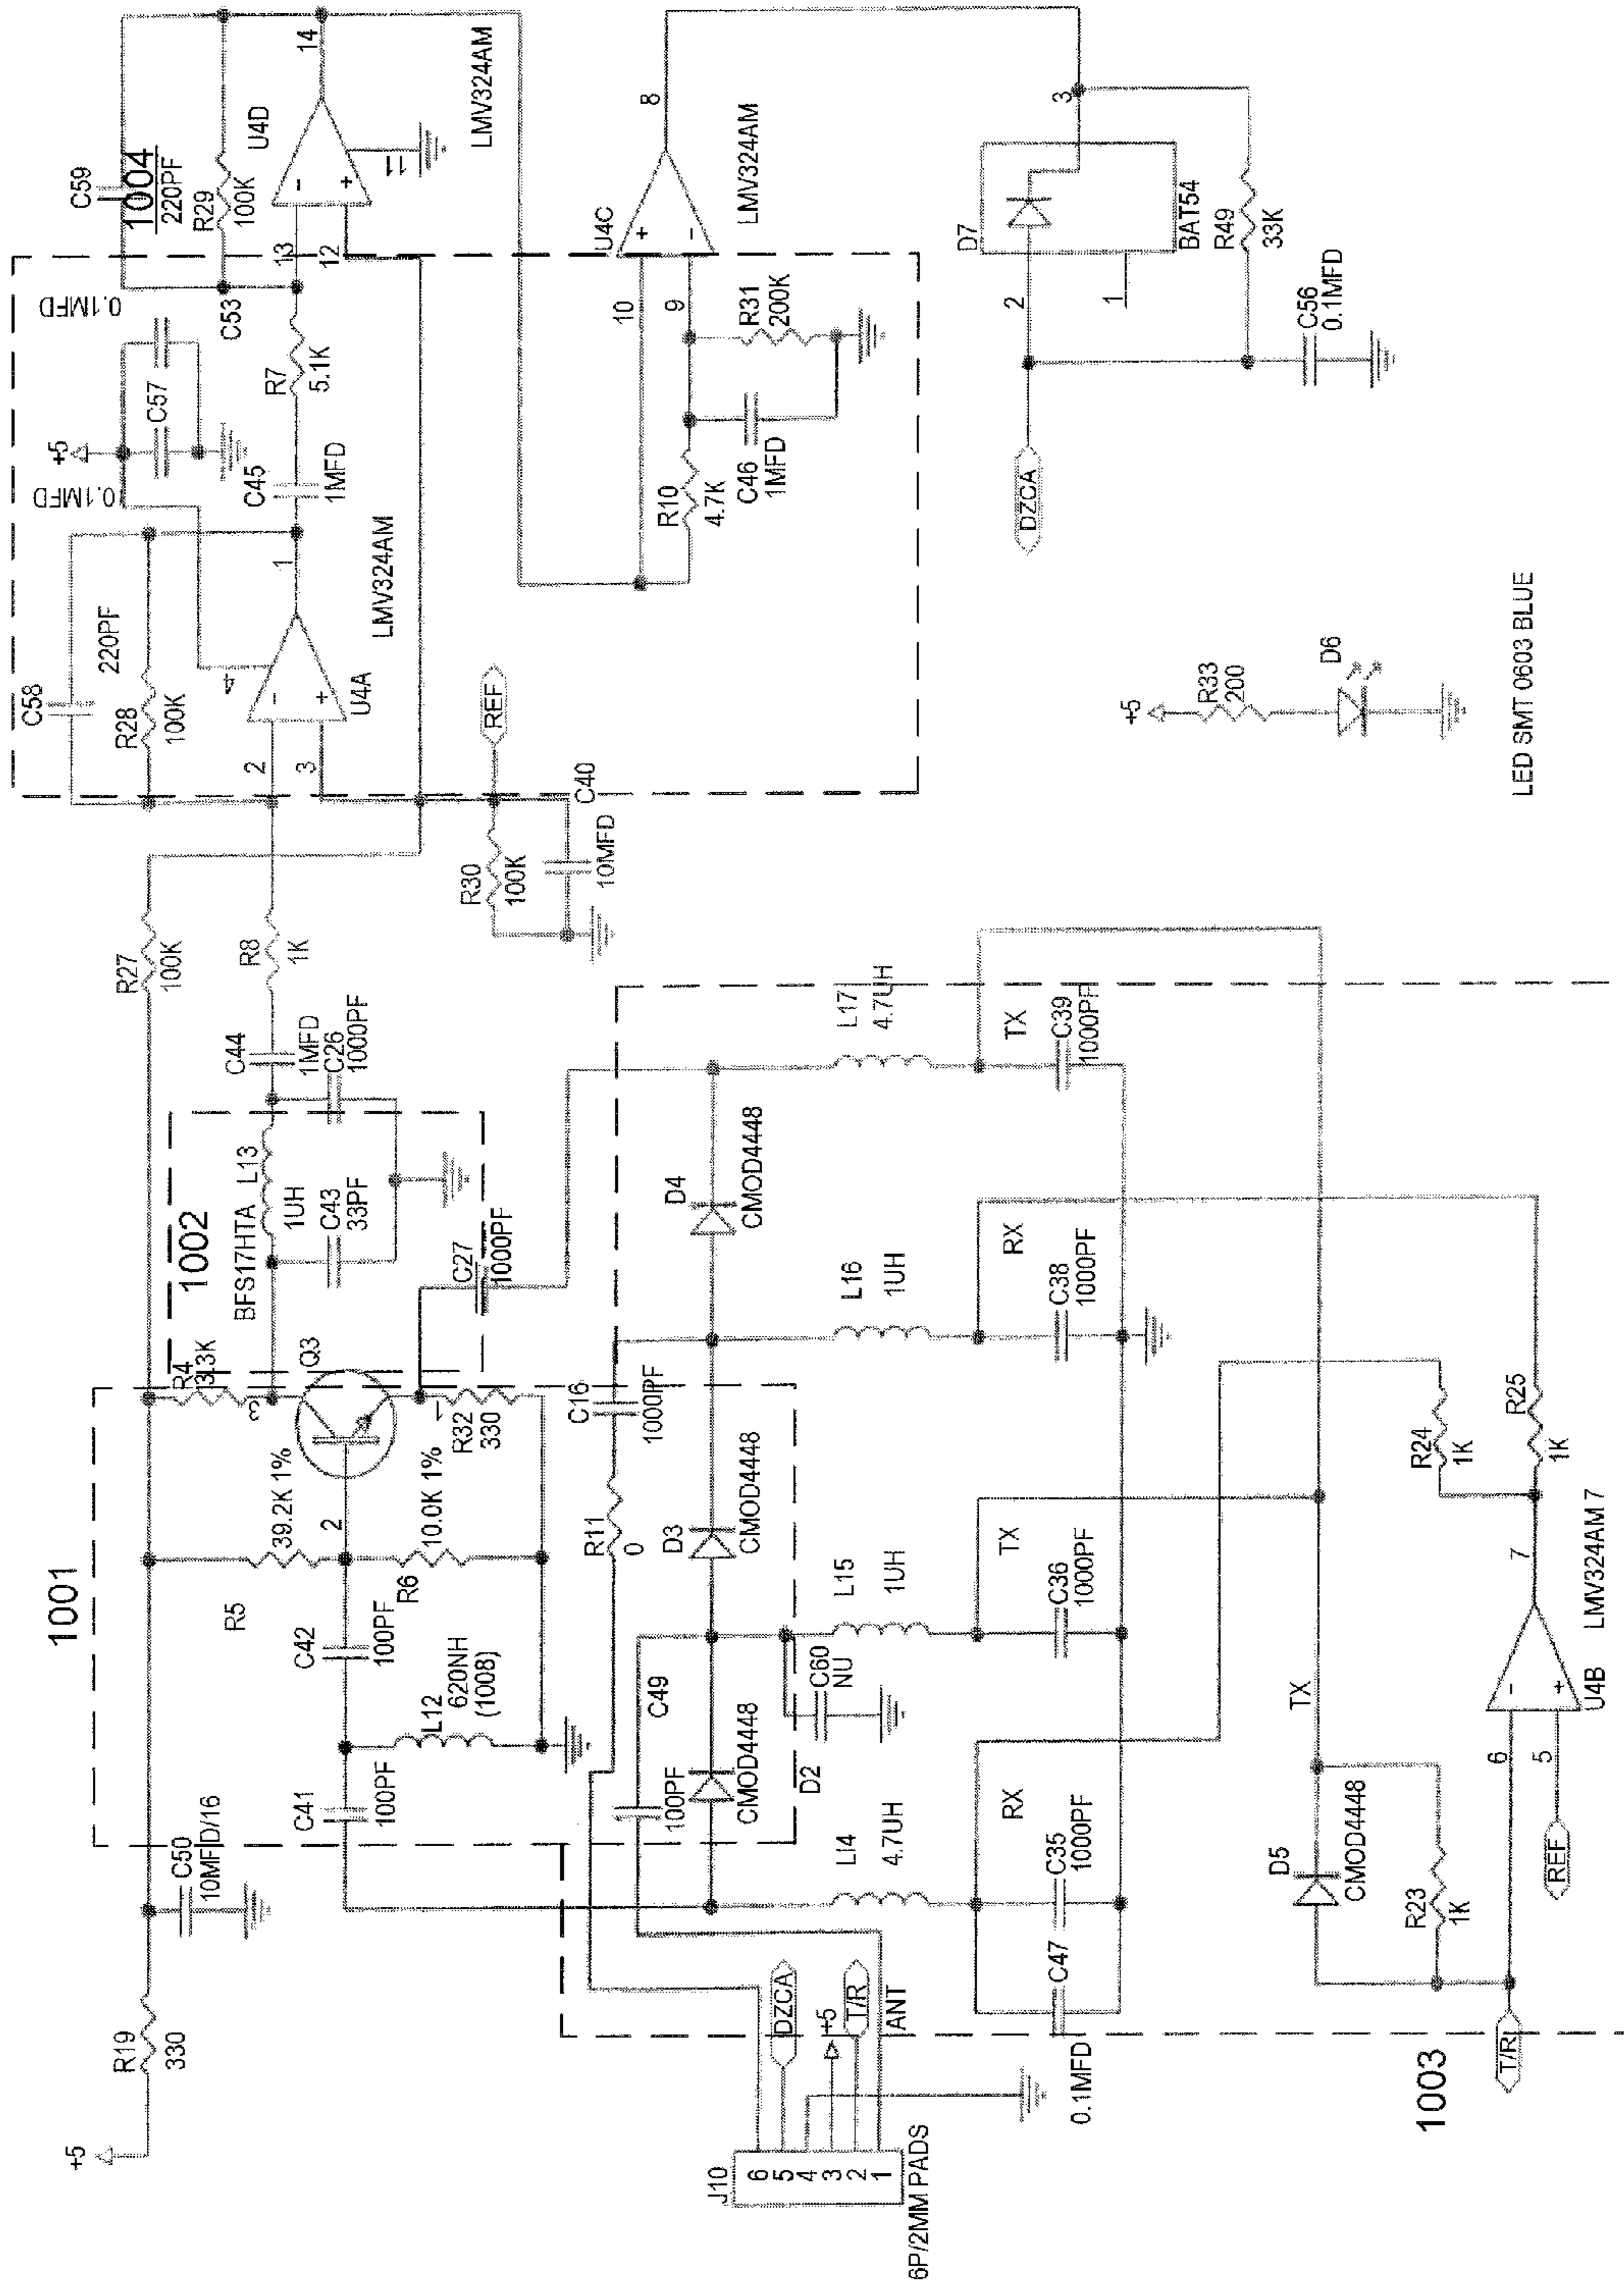 C59
1004
220PF
R29
100K
14
U4D
LMV324AM
11
13
12
-
+
0.1MFD
C53
C57
+5
0.1MFD
R7
5.1K
C45
1MFD
C58
220PF
R28
100K
1
4
LMV324AM
U4A
-
+
2
3
REF
C40
10MFD
R30
100K
R27
100K
R8
1K
C44
1MFD
C26
1000PF
1002
BFS17HTA
L13
1UH
C43
33PF
C27
1000PF
R4
3.3K
Q3
3
1
R32
330
1001
R5
39.2K 1%
2
10.0K 1%
R6
C42
100PF
L12
620NH
(1008)
C41
100PF
C50
10MFD/16
R19
330
+5
U4C
+
-
8
LMV324AM
10
9
R31
200K
R10
4.7K
C46
1MFD
D7
3
2
1
BAT54
R49
33K
C56
0.1MFD
DZCA
+5
R33
200
D6
LED SMT 0603 BLUE
L17
4.7UH
TX
C39
1000PF
D4
CMOD4448
L16
1UH
RX
C38
1000PF
C16
1000PF
R11
0
D3
CMOD4448
L15
1UH
TX
C36
1000PF
C49
100PF
C60
NU
CMOD4448
D2
L14
4.7UH
RX
C35
1000PF
C47
0.1MFD
R24
1K
R25
1K
7
LMV324AM 7
U4B
-
+
6
5
REF
TX
D5
CMOD4448
R23
1K
T/R
1003
J10
6
5
4
3
2
1
DZCA
+5
T/R
ANT
6P/2MM PADS